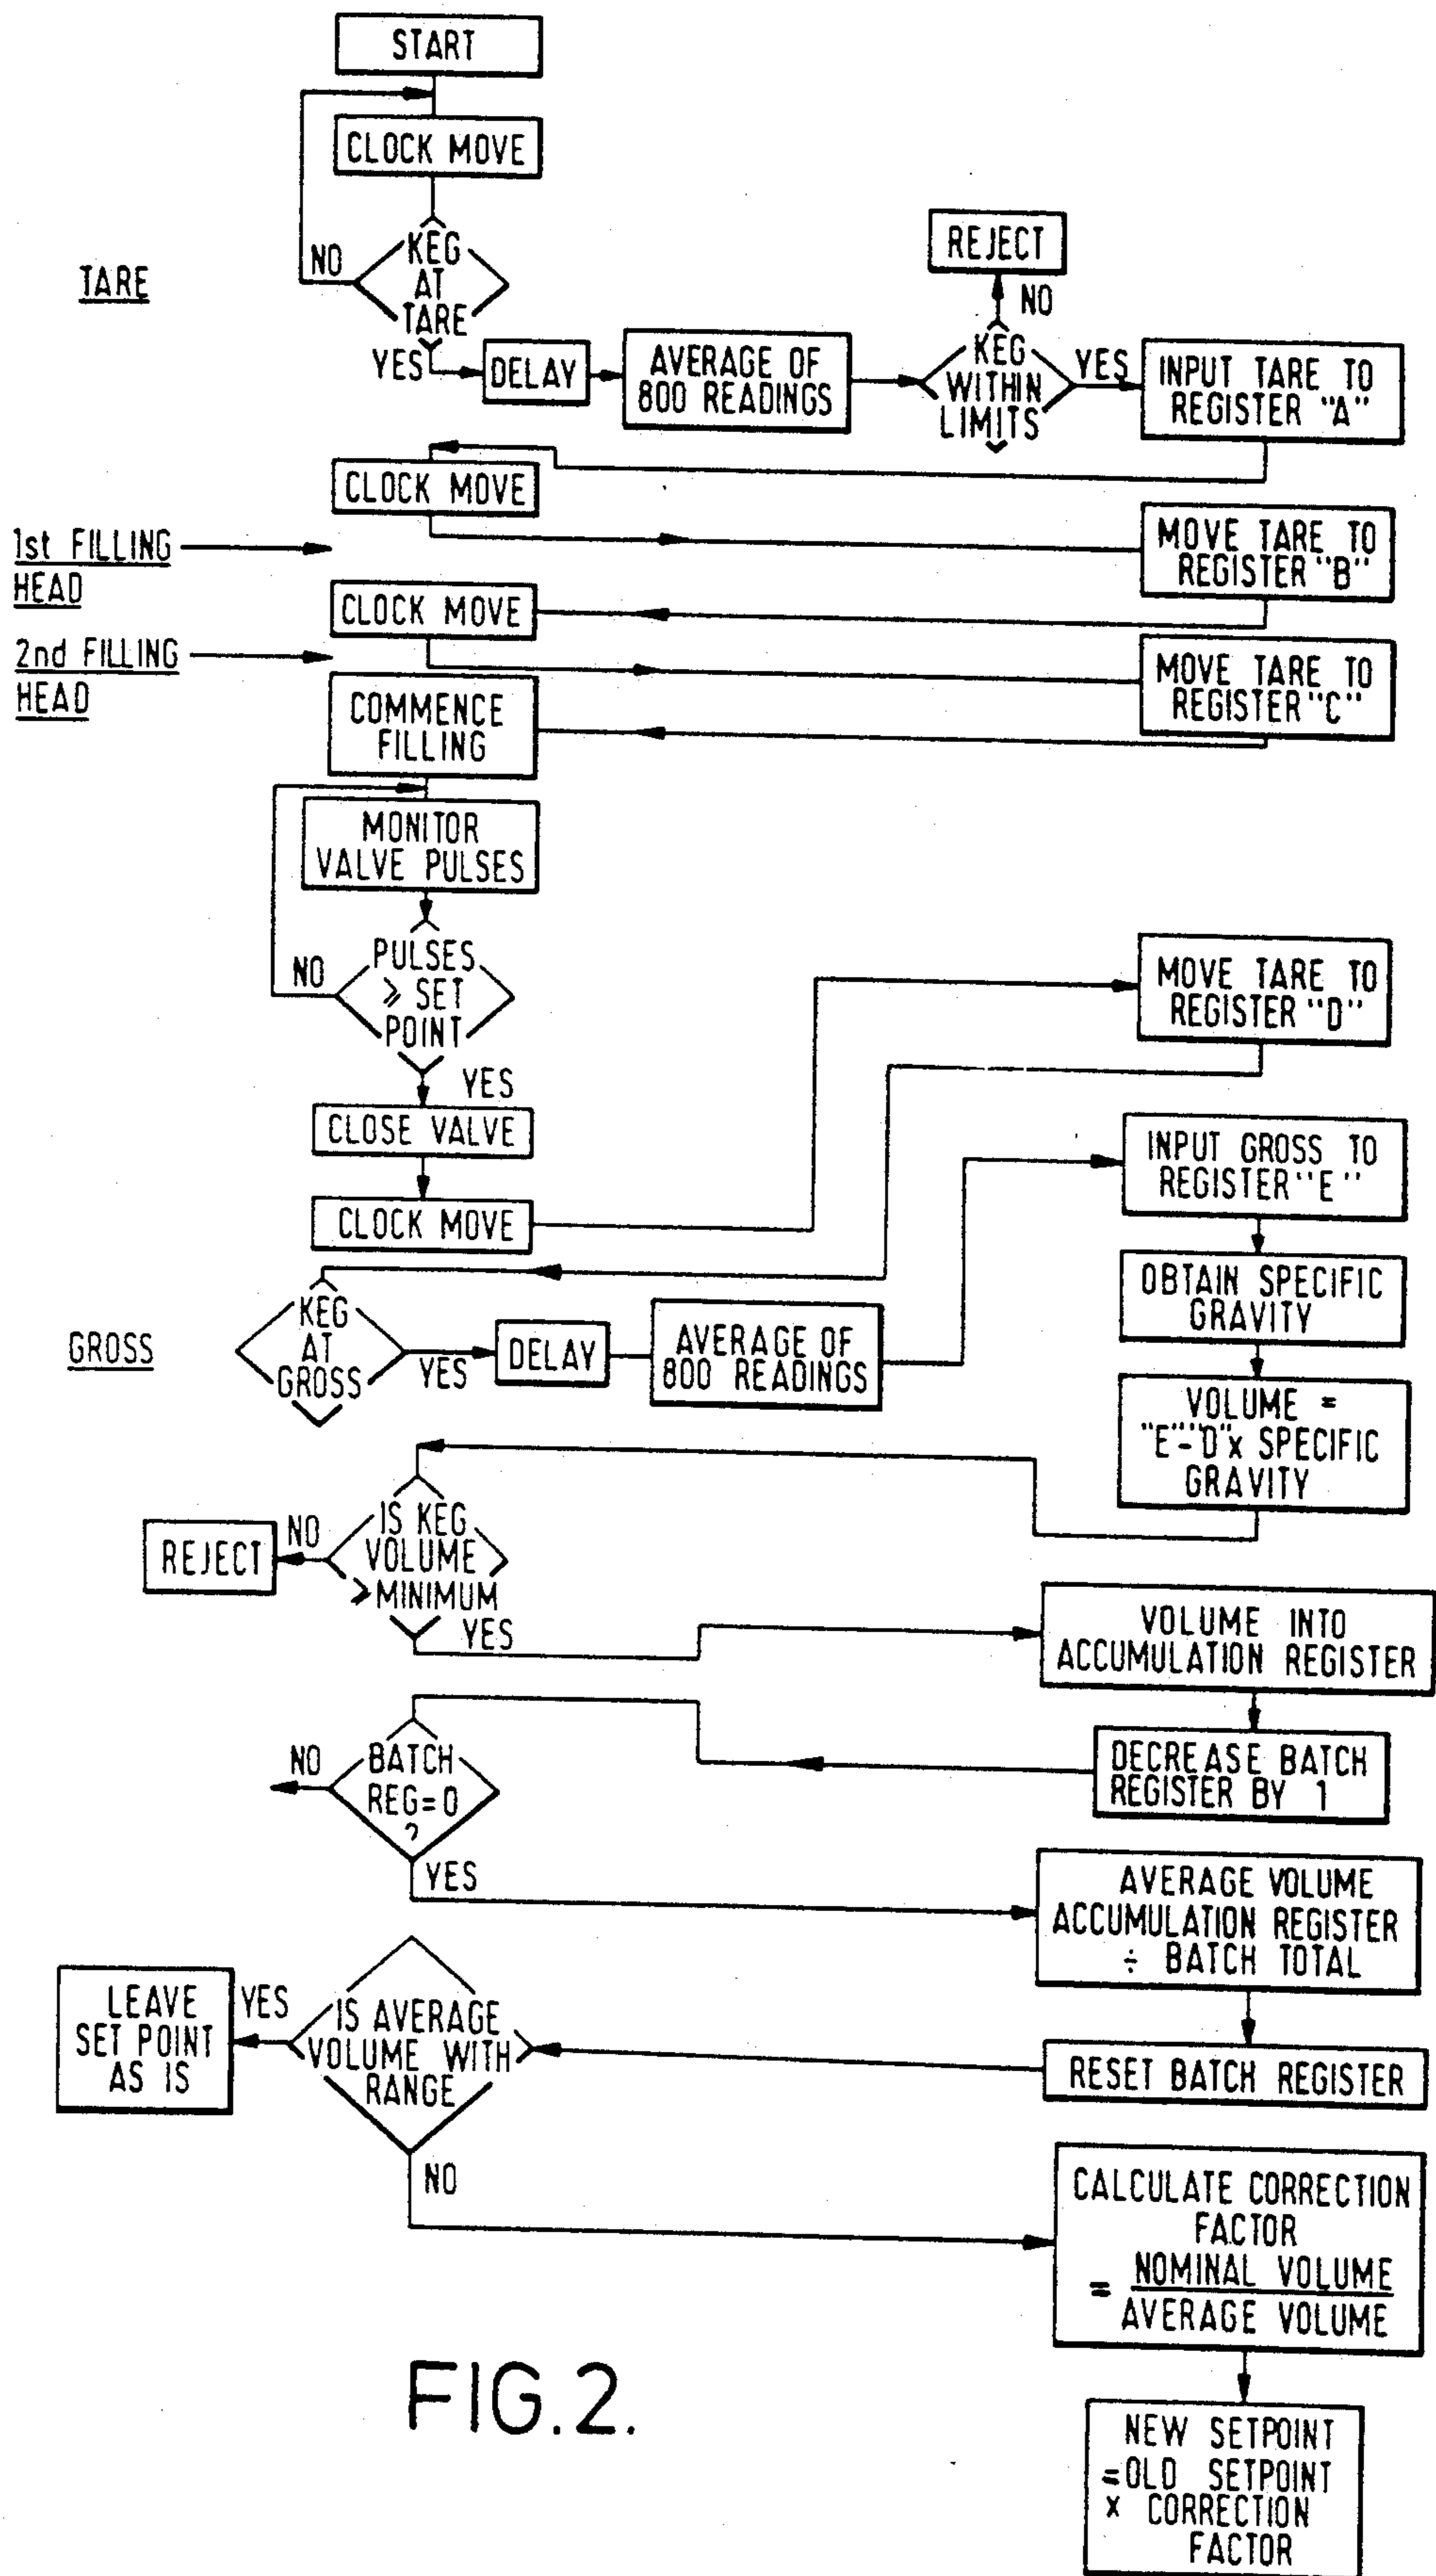 START
CLOCK MOVE
NO
KEG
AT
TARE
TARE
YES
DELAY
AVERAGE OF
800 READINGS
REJECT
NO
KEG
WITHIN
LIMITS
YES
INPUT TARE TO
REGISTER "A"
CLOCK MOVE
1st FILLING
HEAD
MOVE TARE TO
REGISTER "B"
CLOCK MOVE
2nd FILLING
HEAD
MOVE TARE TO
REGISTER "C"
COMMENCE
FILLING
MONITOR
VALVE PULSES
NO
PULSES
⩾ SET
POINT
YES
MOVE TARE TO
REGISTER "D"
CLOSE VALVE
CLOCK MOVE
INPUT GROSS TO
REGISTER "E"
OBTAIN SPECIFIC
GRAVITY
GROSS
KEG
AT
GROSS
YES
DELAY
AVERAGE OF
800 READINGS
VOLUME =
"E"-"D" x SPECIFIC
GRAVITY
REJECT
NO
IS KEG
VOLUME
⩾MINIMUM
YES
VOLUME INTO
ACCUMULATION REGISTER
DECREASE BATCH
REGISTER BY 1
NO
BATCH
REG=0
?
YES
AVERAGE VOLUME
ACCUMULATION REGISTER
÷ BATCH TOTAL
RESET BATCH REGISTER
LEAVE
SET POINT
AS IS
YES
IS AVERAGE
VOLUME WITH
RANGE
NO
CALCULATE CORRECTION
FACTOR
= NOMINAL VOLUME
AVERAGE VOLUME
NEW SETPOINT
=OLD SETPOINT
x CORRECTION
FACTOR
FIG.2.